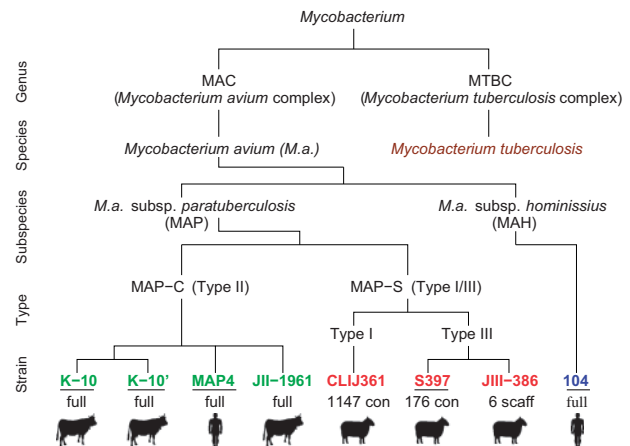 Mycobacterium
Genus
MAC
(Mycobacterium avium complex)
MTBC
(Mycobacterium tuberculosis complex)
Species
Mycobacterium avium (M.a.)
Mycobacterium tuberculosis
Subspecies
M.a. subsp. paratuberculosis
(MAP)
M.a. subsp. hominissius
(MAH)
Type
MAP−C (Type II)
MAP−S (Type I/III)
Type I
Type III
Strain
K−10 K−10' MAP4 JII−1961 CLIJ361 S397 JIII−386 104
full full full full 1147 con 176 con 6 scaff full